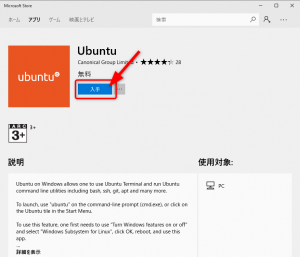 Microsoft Store
ホーム アプリ ゲーム 映画とテレビ
検索
ubuntu
Ubuntu
Canonical Group Limited • ★★★★☆ 28
無料
入手
...
ABC
3+
3+
説明
使用対象:
Ubuntu on Windows allows one to use Ubuntu Terminal and run Ubuntu
command line utilities including bash, ssh, git, apt and many more.
PC
To launch, use "ubuntu" on the command-line prompt (cmd.exe), or click on
the Ubuntu tile in the Start Menu.
To use this feature, one first needs to use "Turn Windows features on or off"
and select "Windows Subsystem for Linux", click OK, reboot, and use this
app.
...
詳細を表示